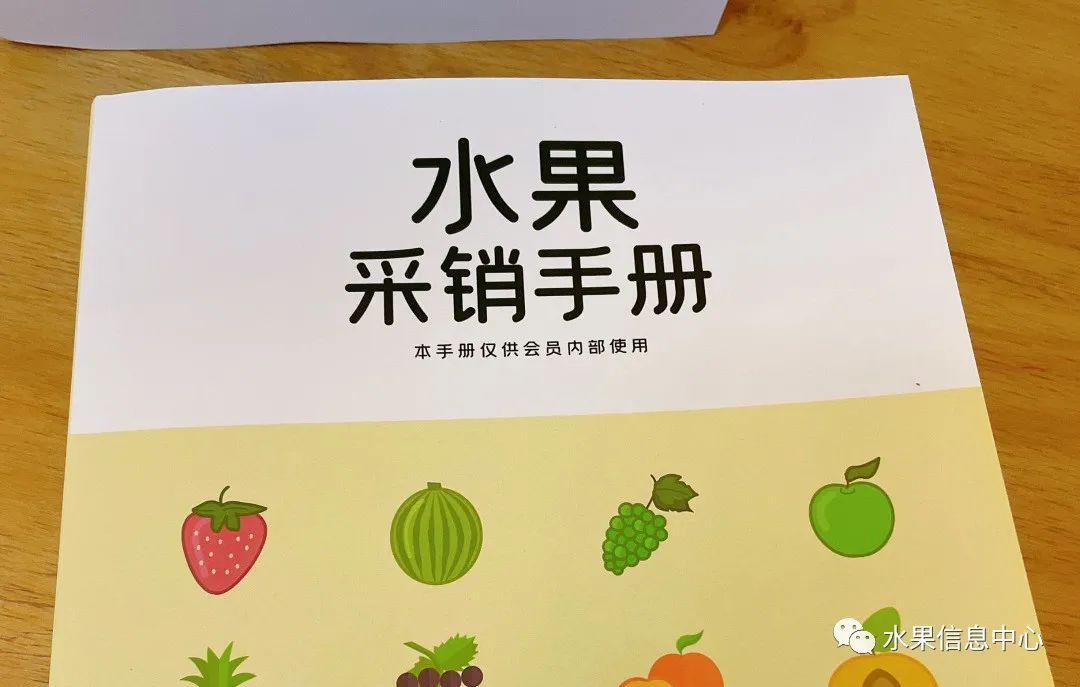 水果
采销手册
本手册仅供会员内部使用
水果信息中心